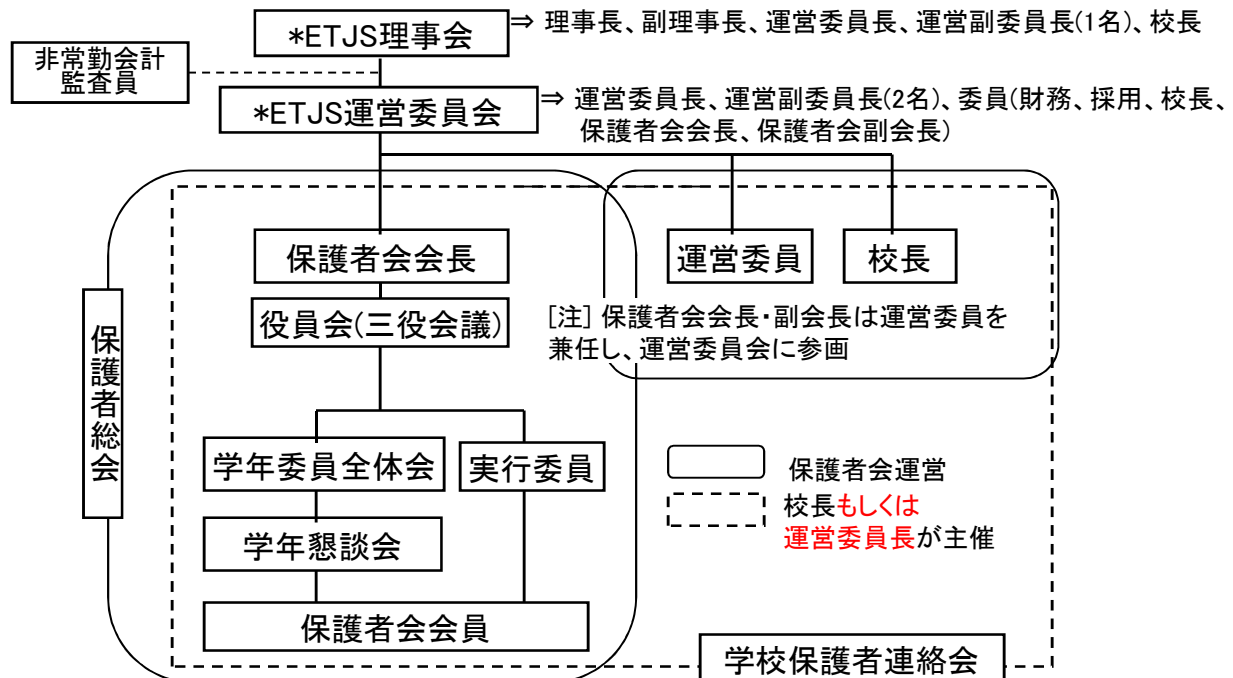 *ETJS理事会
⇒ 理事長、副理事長、運営委員長、運営副委員長(1名)、校長
非常勤会計
監査員
*ETJS運営委員会
⇒ 運営委員長、運営副委員長(2名)、委員(財務、採用、校長、
保護者会会長、保護者会副会長)
保護者会会長
運営委員
校長
役員会(三役会議)
[注] 保護者会会長・副会長は運営委員を
兼任し、運営委員会に参画
保護者総会
学年委員全体会
実行委員
保護者会運営
校長もしくは
運営委員長が主催
学年懇談会
保護者会会員
学校保護者連絡会